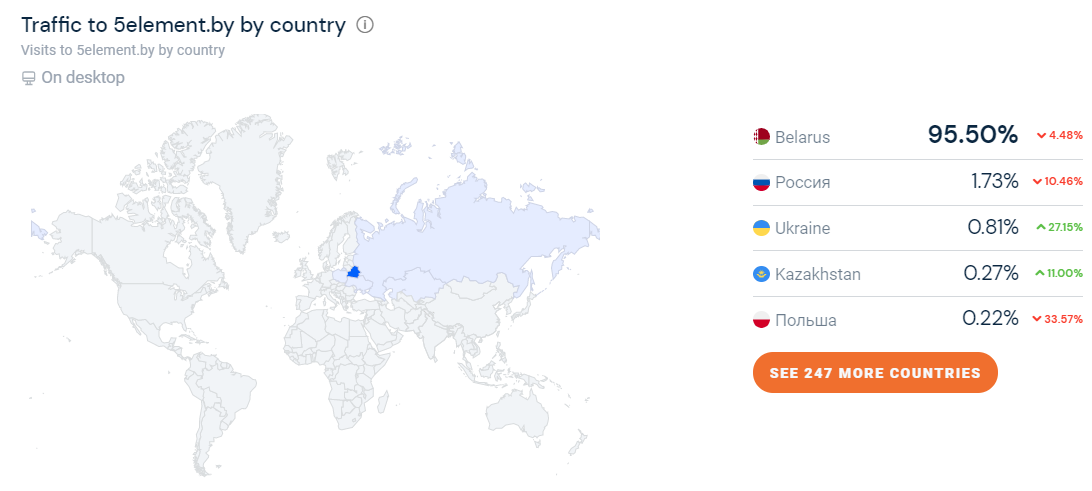 Traffic to 5element.by by country
Visits to 5element.by by country
On desktop
Belarus 95.50% 4.48%
Россия 1.73% 10.46%
Ukraine 0.81% 27.15%
Kazakhstan 0.27% 11.00%
Польша 0.22% 33.57%
SEE 247 MORE COUNTRIES